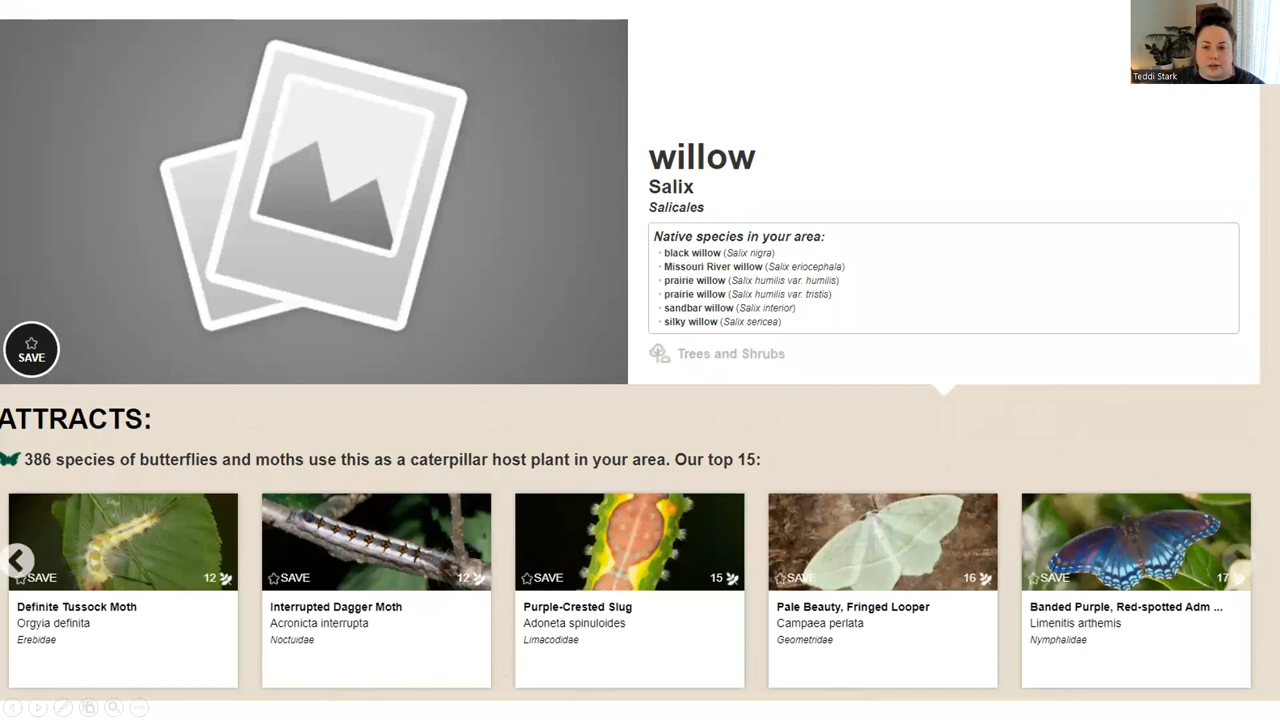 Teddi Stark
willow
Salix
Salicales
Native species in your area:
black willow (Salix nigra)
Missouri River willow (Salix eriocephala)
prairie willow (Salix humilis var. humilis)
prairie willow (Salix humilis var. tristis)
sandbar willow (Salix interior)
silky willow (Salix sericea)
SAVE
Trees and Shrubs
ATTRACTS:
386 species of butterflies and moths use this as a caterpillar host plant in your area. Our top 15:
SAVE 12
SAVE 12
SAVE 15
SAVE 16
SAVE 17
Definite Tussock Moth
Orgyia definita
Erebidae
Interrupted Dagger Moth
Acronicta interrupta
Noctuidae
Purple-Crested Slug
Adoneta spinuloides
Limacodidae
Pale Beauty, Fringed Looper
Campaea perlata
Geometridae
Banded Purple, Red-spotted Adm ...
Limenitis arthemis
Nymphalidae